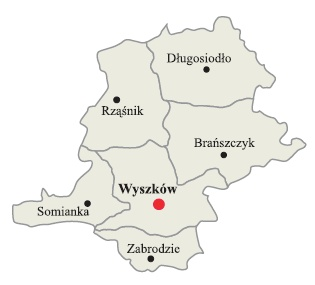 Długosiodło
Rząśnik
Brańszczyk
Wyszków
Somianka
Zabrodzie